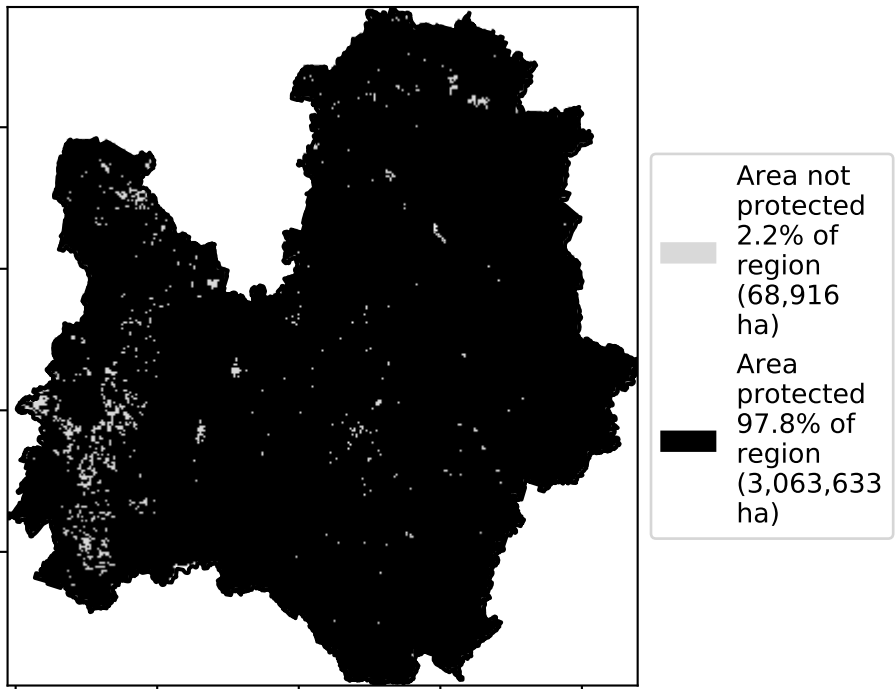 Area not
protected
2.2% of
region
(68,916
ha)
Area
protected
97.8% of
region
(3,063,633
ha)